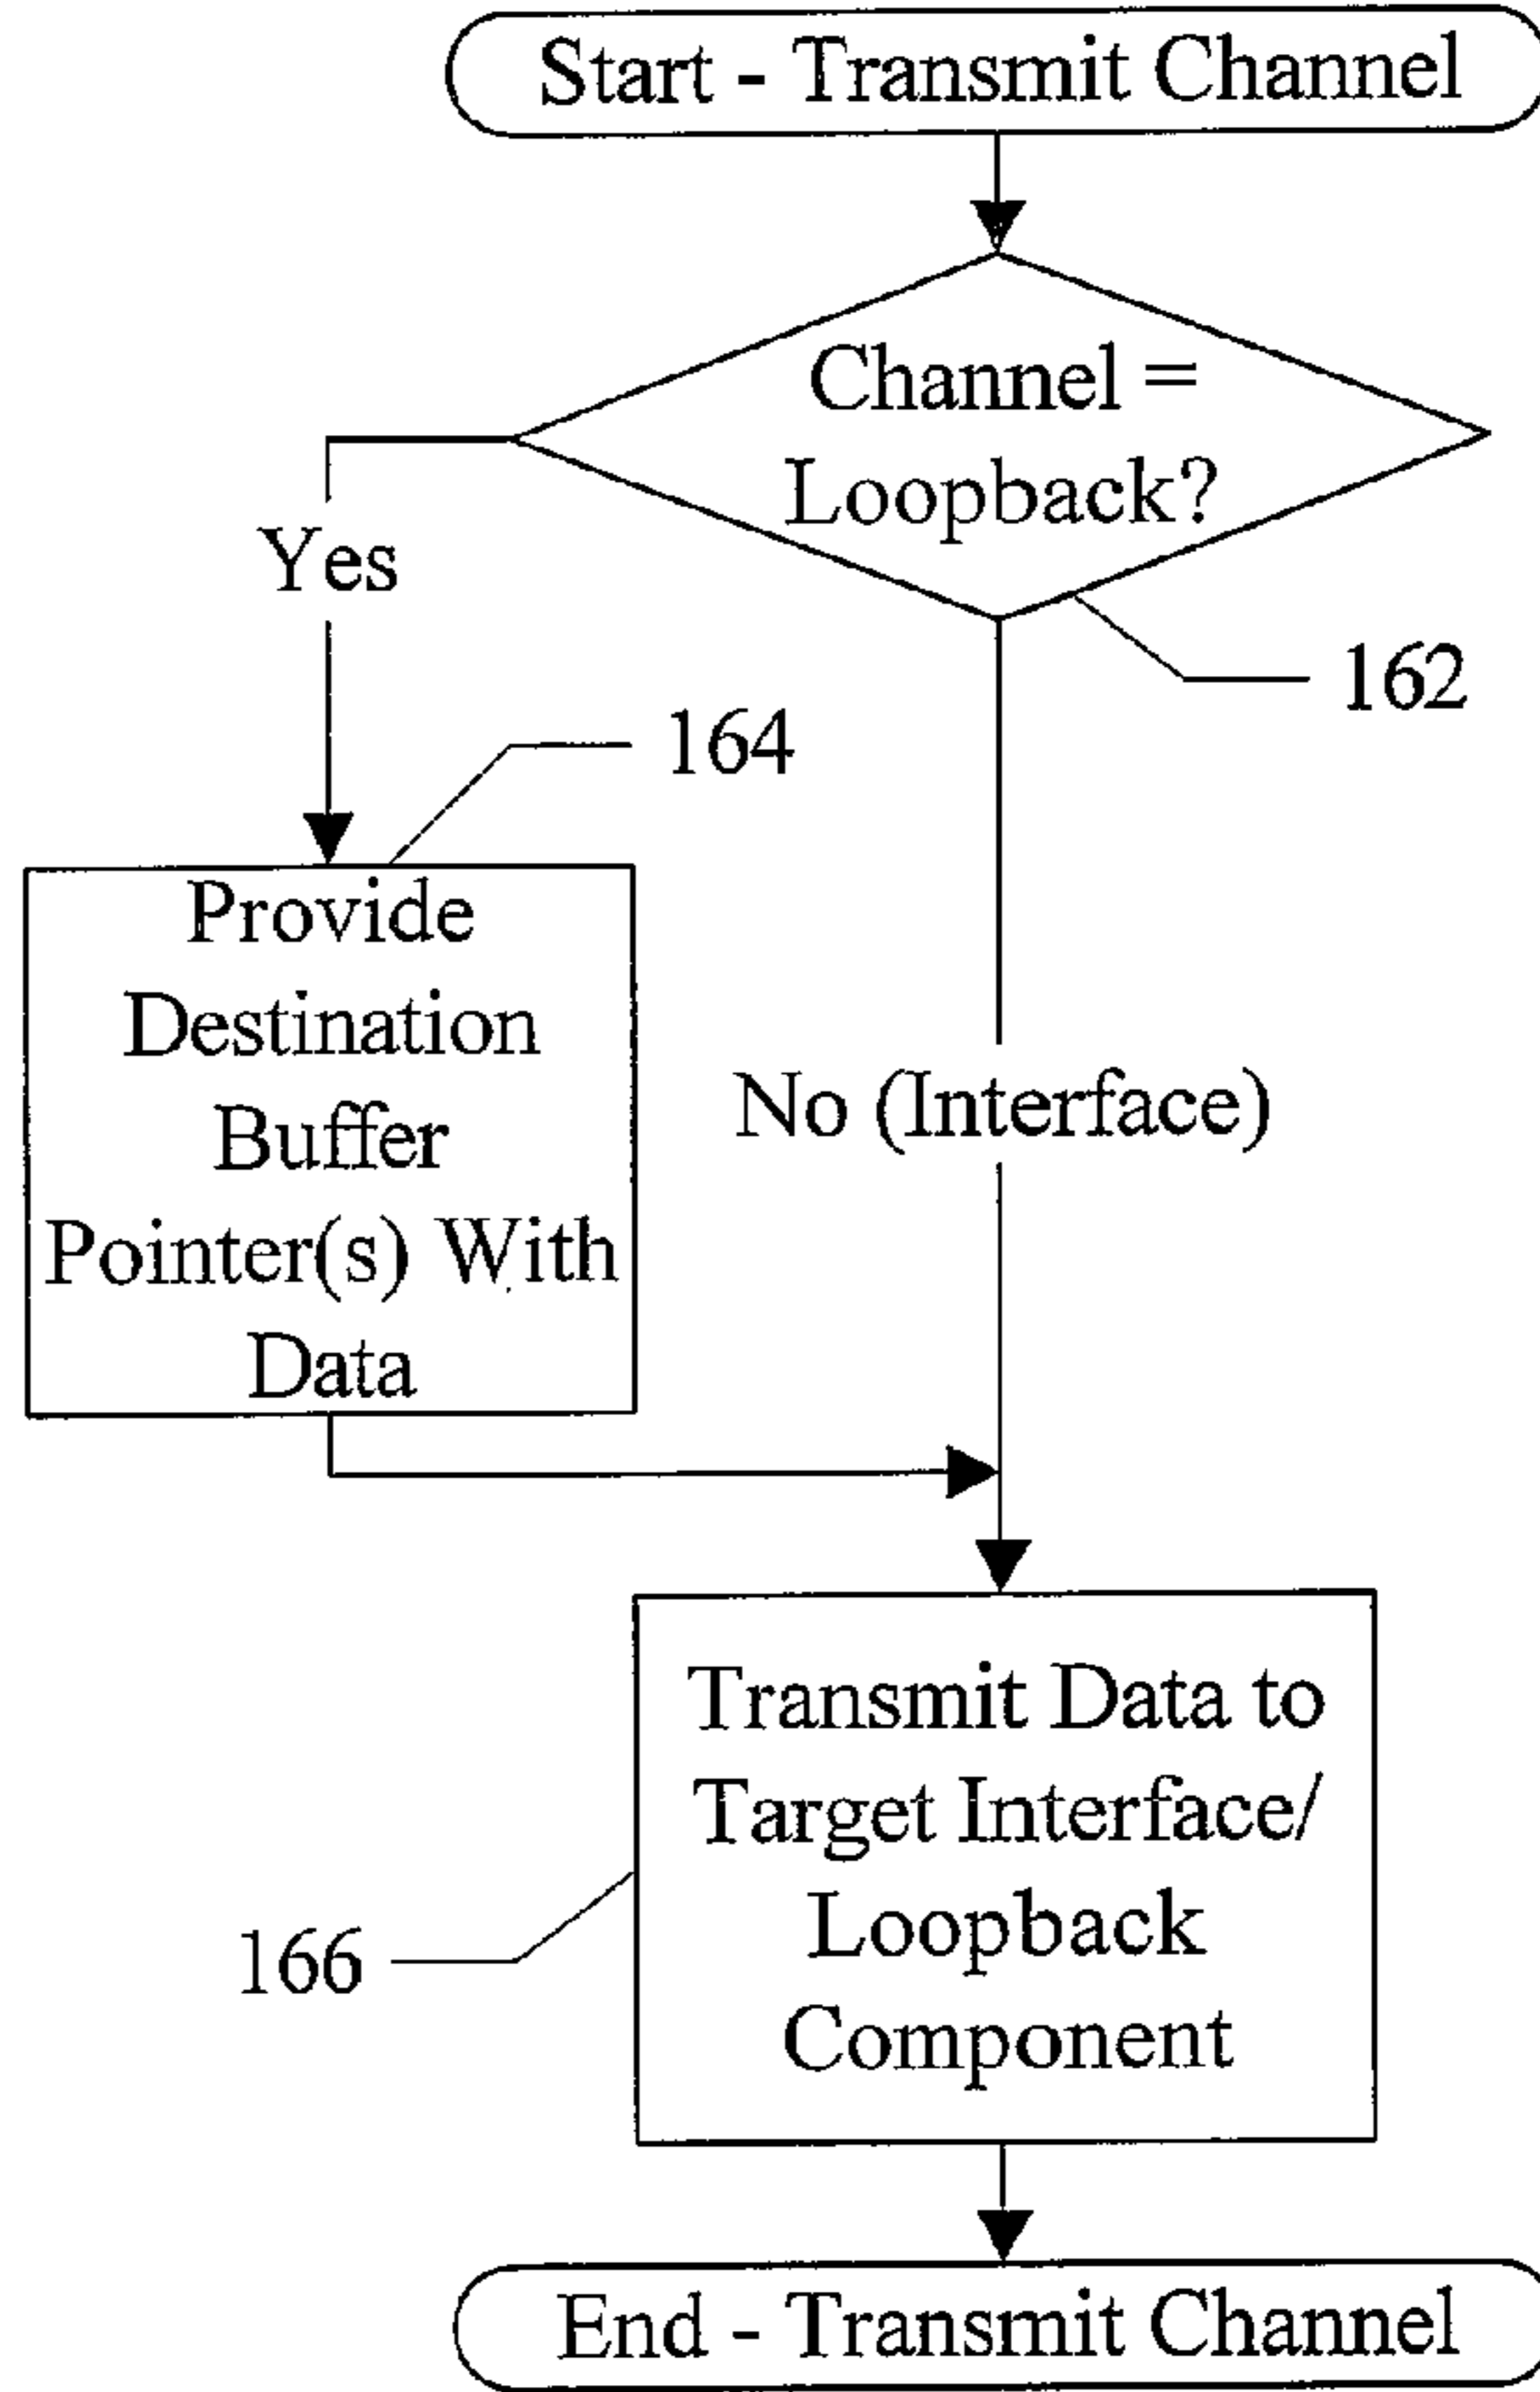 Start - Transmit Channel
Channel =
Loopback?
Yes
162
164
Provide
Destination
Buffer
Pointer(s) With
Data
No (Interface)
Transmit Data to
Target Interface/
Loopback
Component
166
End - Transmit Channel